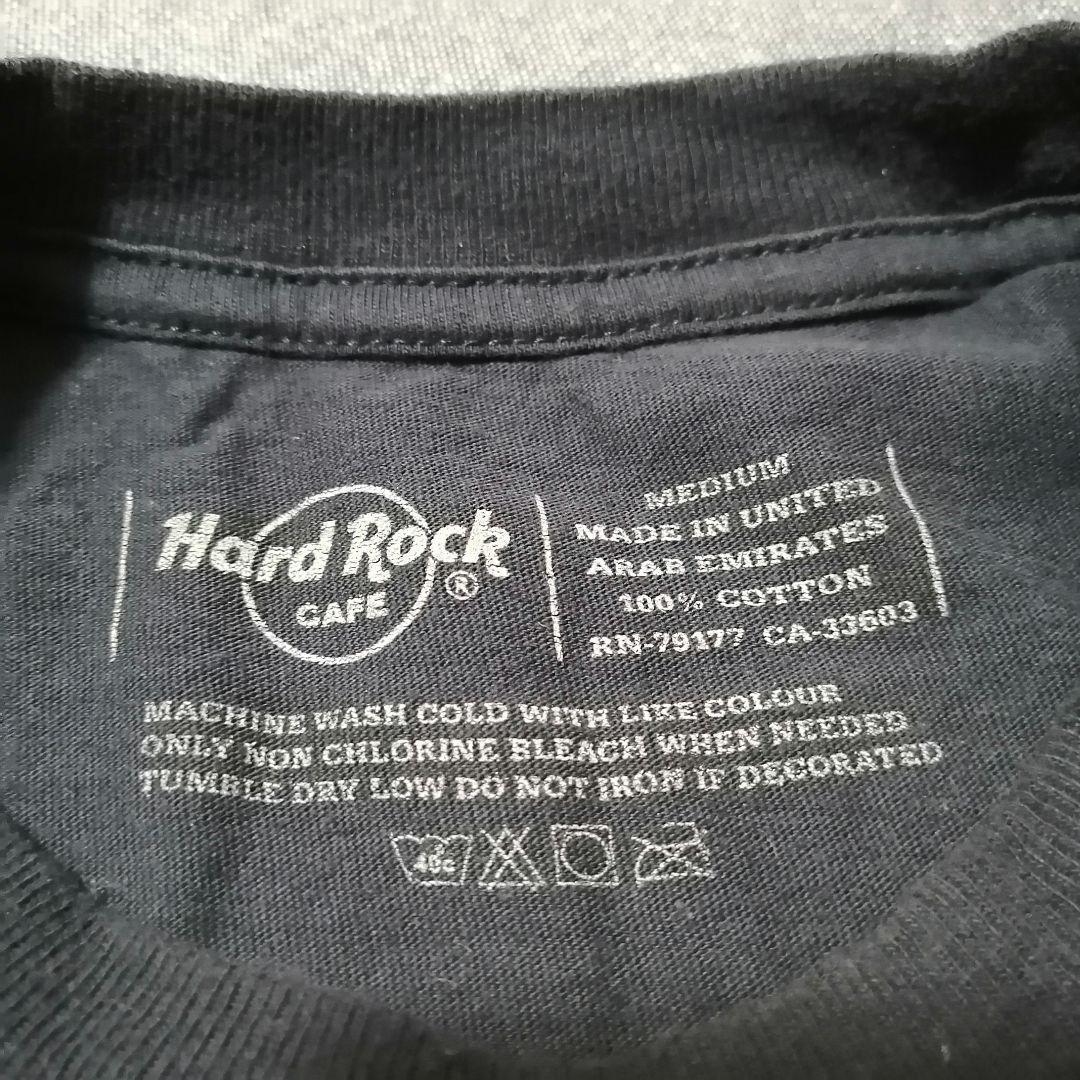 Hard Rock ®
CAFE
MEDIUM
MADE IN UNITED
ARAB EMIRATES
100% COTTON
RN-79177 CA-33603
MACHINE WASH COLD WITH LIKE COLOUR
ONLY NON CHLORINE BLEACH WHEN NEEDED
TUMBLE DRY LOW DO NOT IRON IF DECORATED
40c